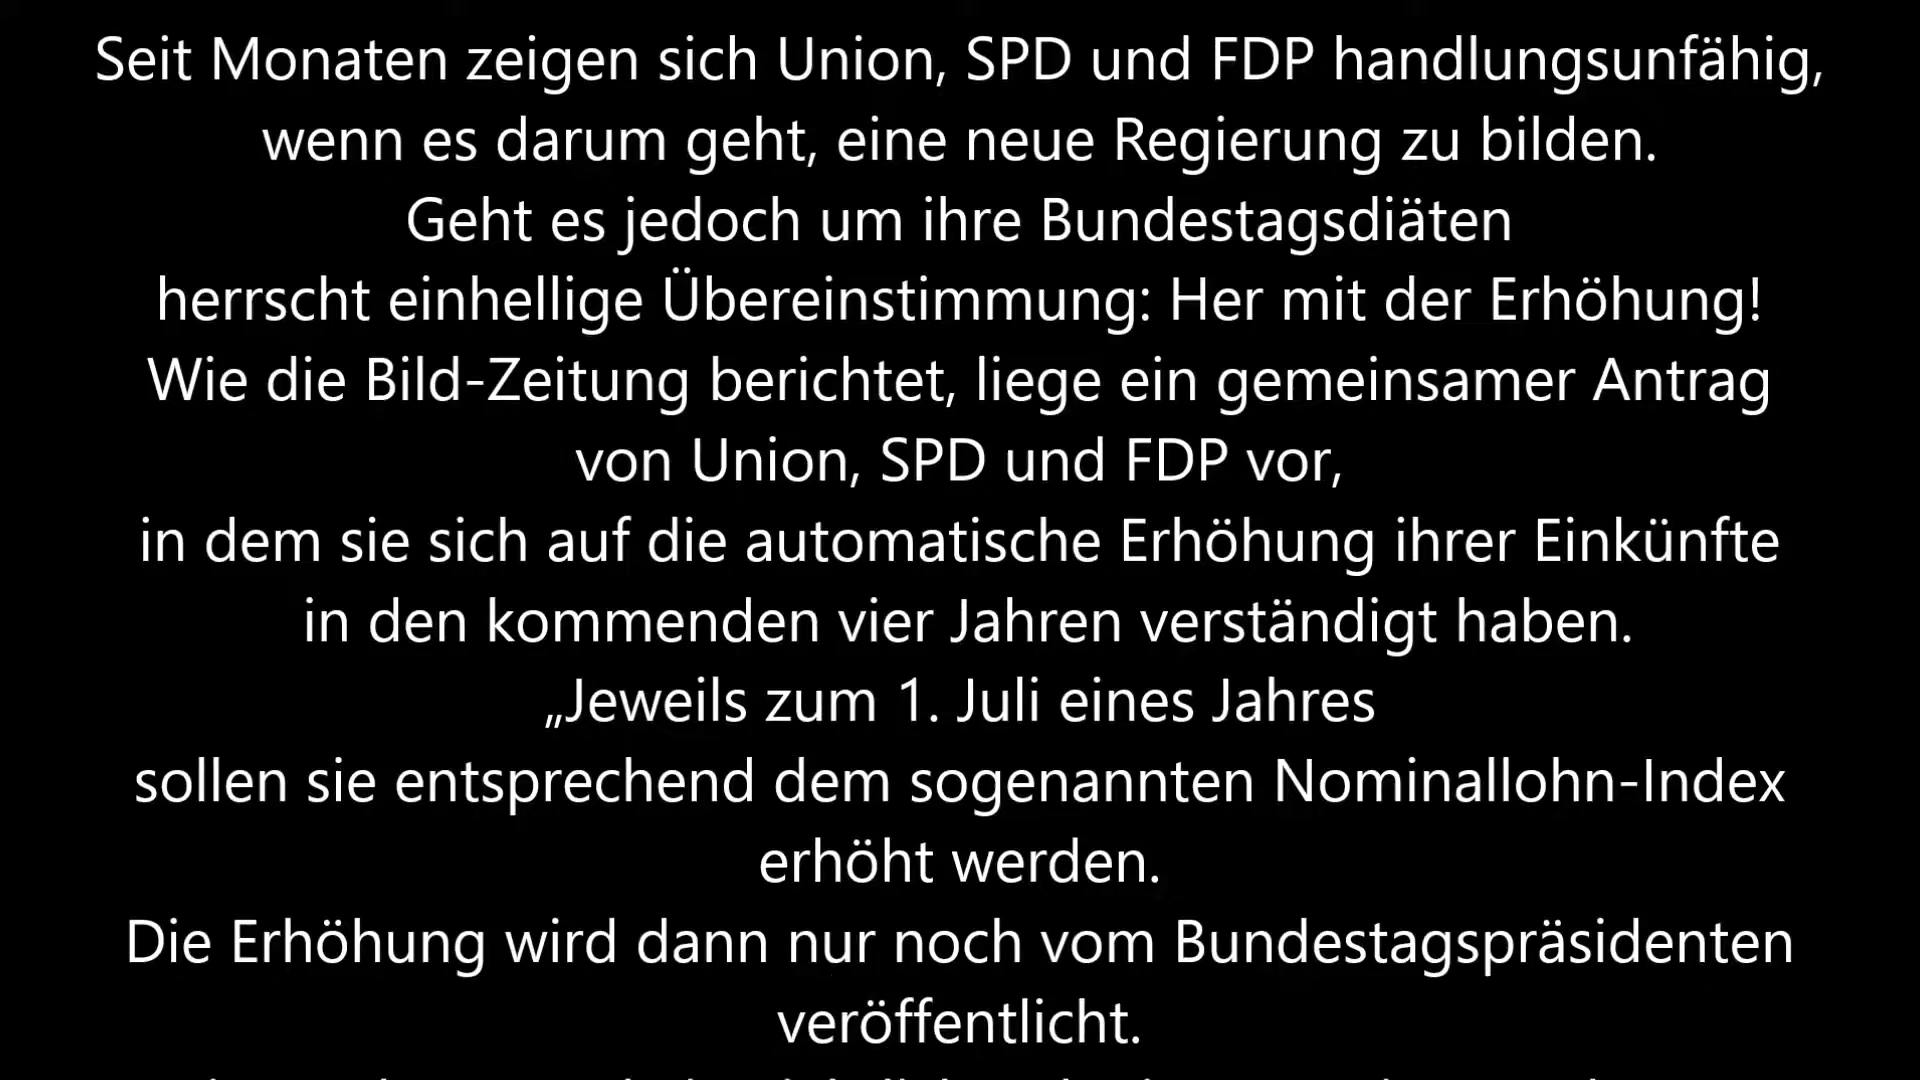 Seit Monaten zeigen sich Union, SPD und FDP handlungsunfähig,
wenn es darum geht, eine neue Regierung zu bilden.
Geht es jedoch um ihre Bundestagsdiäten
herrscht einhellige Übereinstimmung: Her mit der Erhöhung!
Wie die Bild-Zeitung berichtet, liege ein gemeinsamer Antrag
von Union, SPD und FDP vor,
in dem sie sich auf die automatische Erhöhung ihrer Einkünfte
in den kommenden vier Jahren verständigt haben.
„Jeweils zum 1. Juli eines Jahres
sollen sie entsprechend dem sogenannten Nominallohn-Index
erhöht werden.
Die Erhöhung wird dann nur noch vom Bundestagspräsidenten
veröffentlicht.